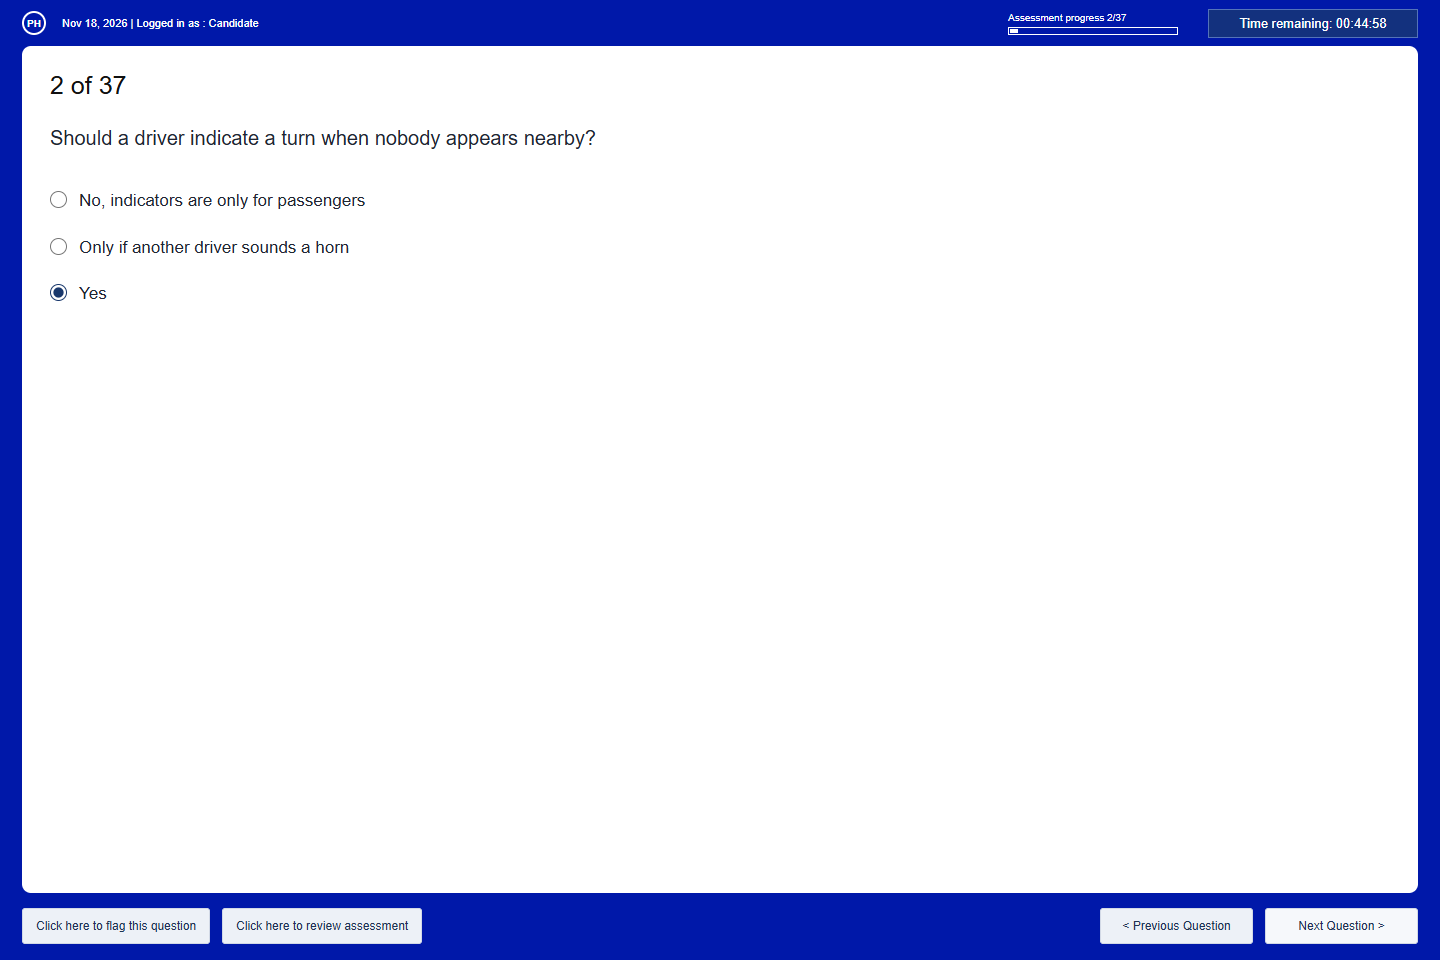 PH
Nov 18, 2026 | Logged in as : Candidate
Assessment progress 2/37
Time remaining: 00:44:58
2 of 37
Should a driver indicate a turn when nobody appears nearby?
No, indicators are only for passengers
Only if another driver sounds a horn
Yes
Click here to flag this question
Click here to review assessment
< Previous Question
Next Question >